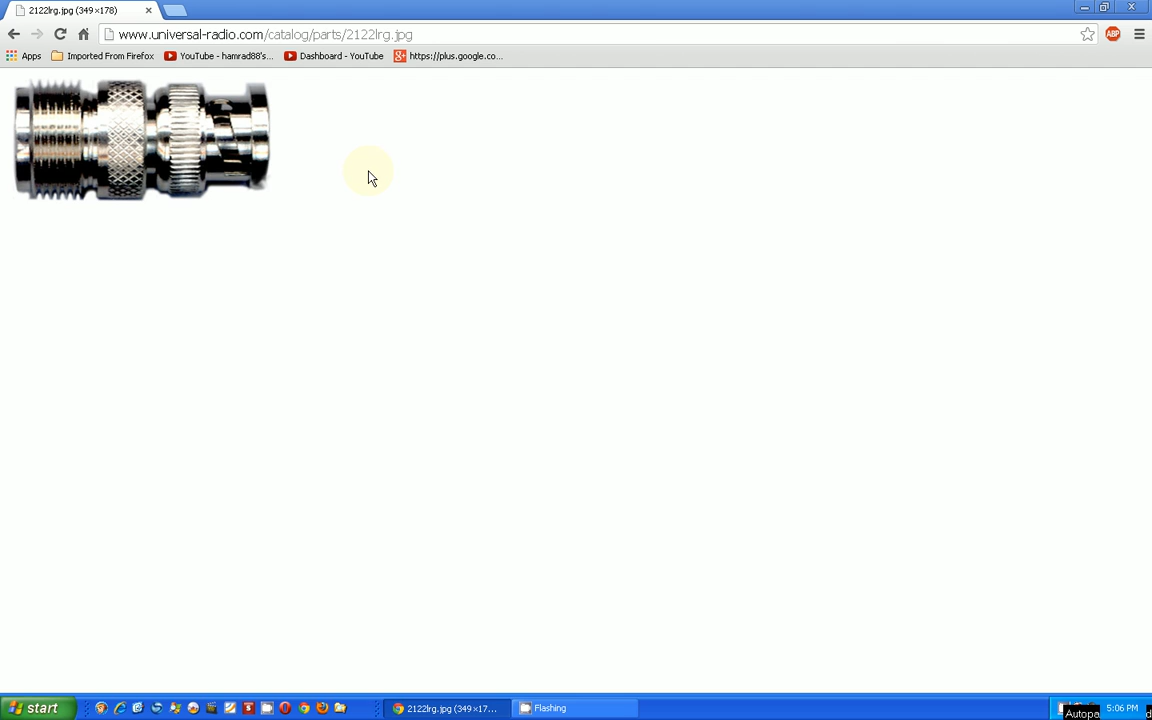 2122lrg.jpg (349×178)
www.universal-radio.com/catalog/parts/2122lrg.jpg
ABP
Apps Imported From Firefox YouTube - hamrad88's... Dashboard - YouTube https://plus.google.co...
start 2122lrg.jpg (349×17... Flashing 5:06 PM
Autopa